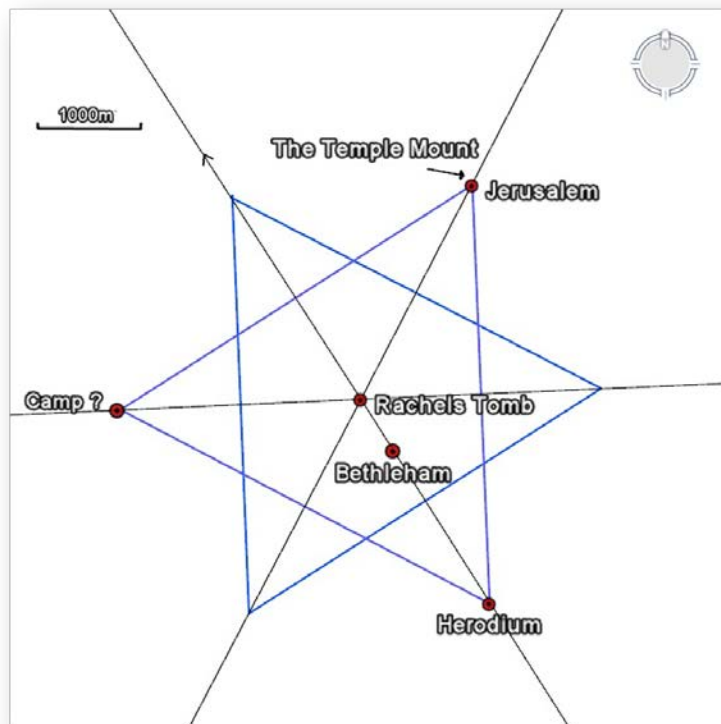 N
1000m
The Temple Mount
Jerusalem
Camp ?
Rachels Tomb
Bethleham
Herodium